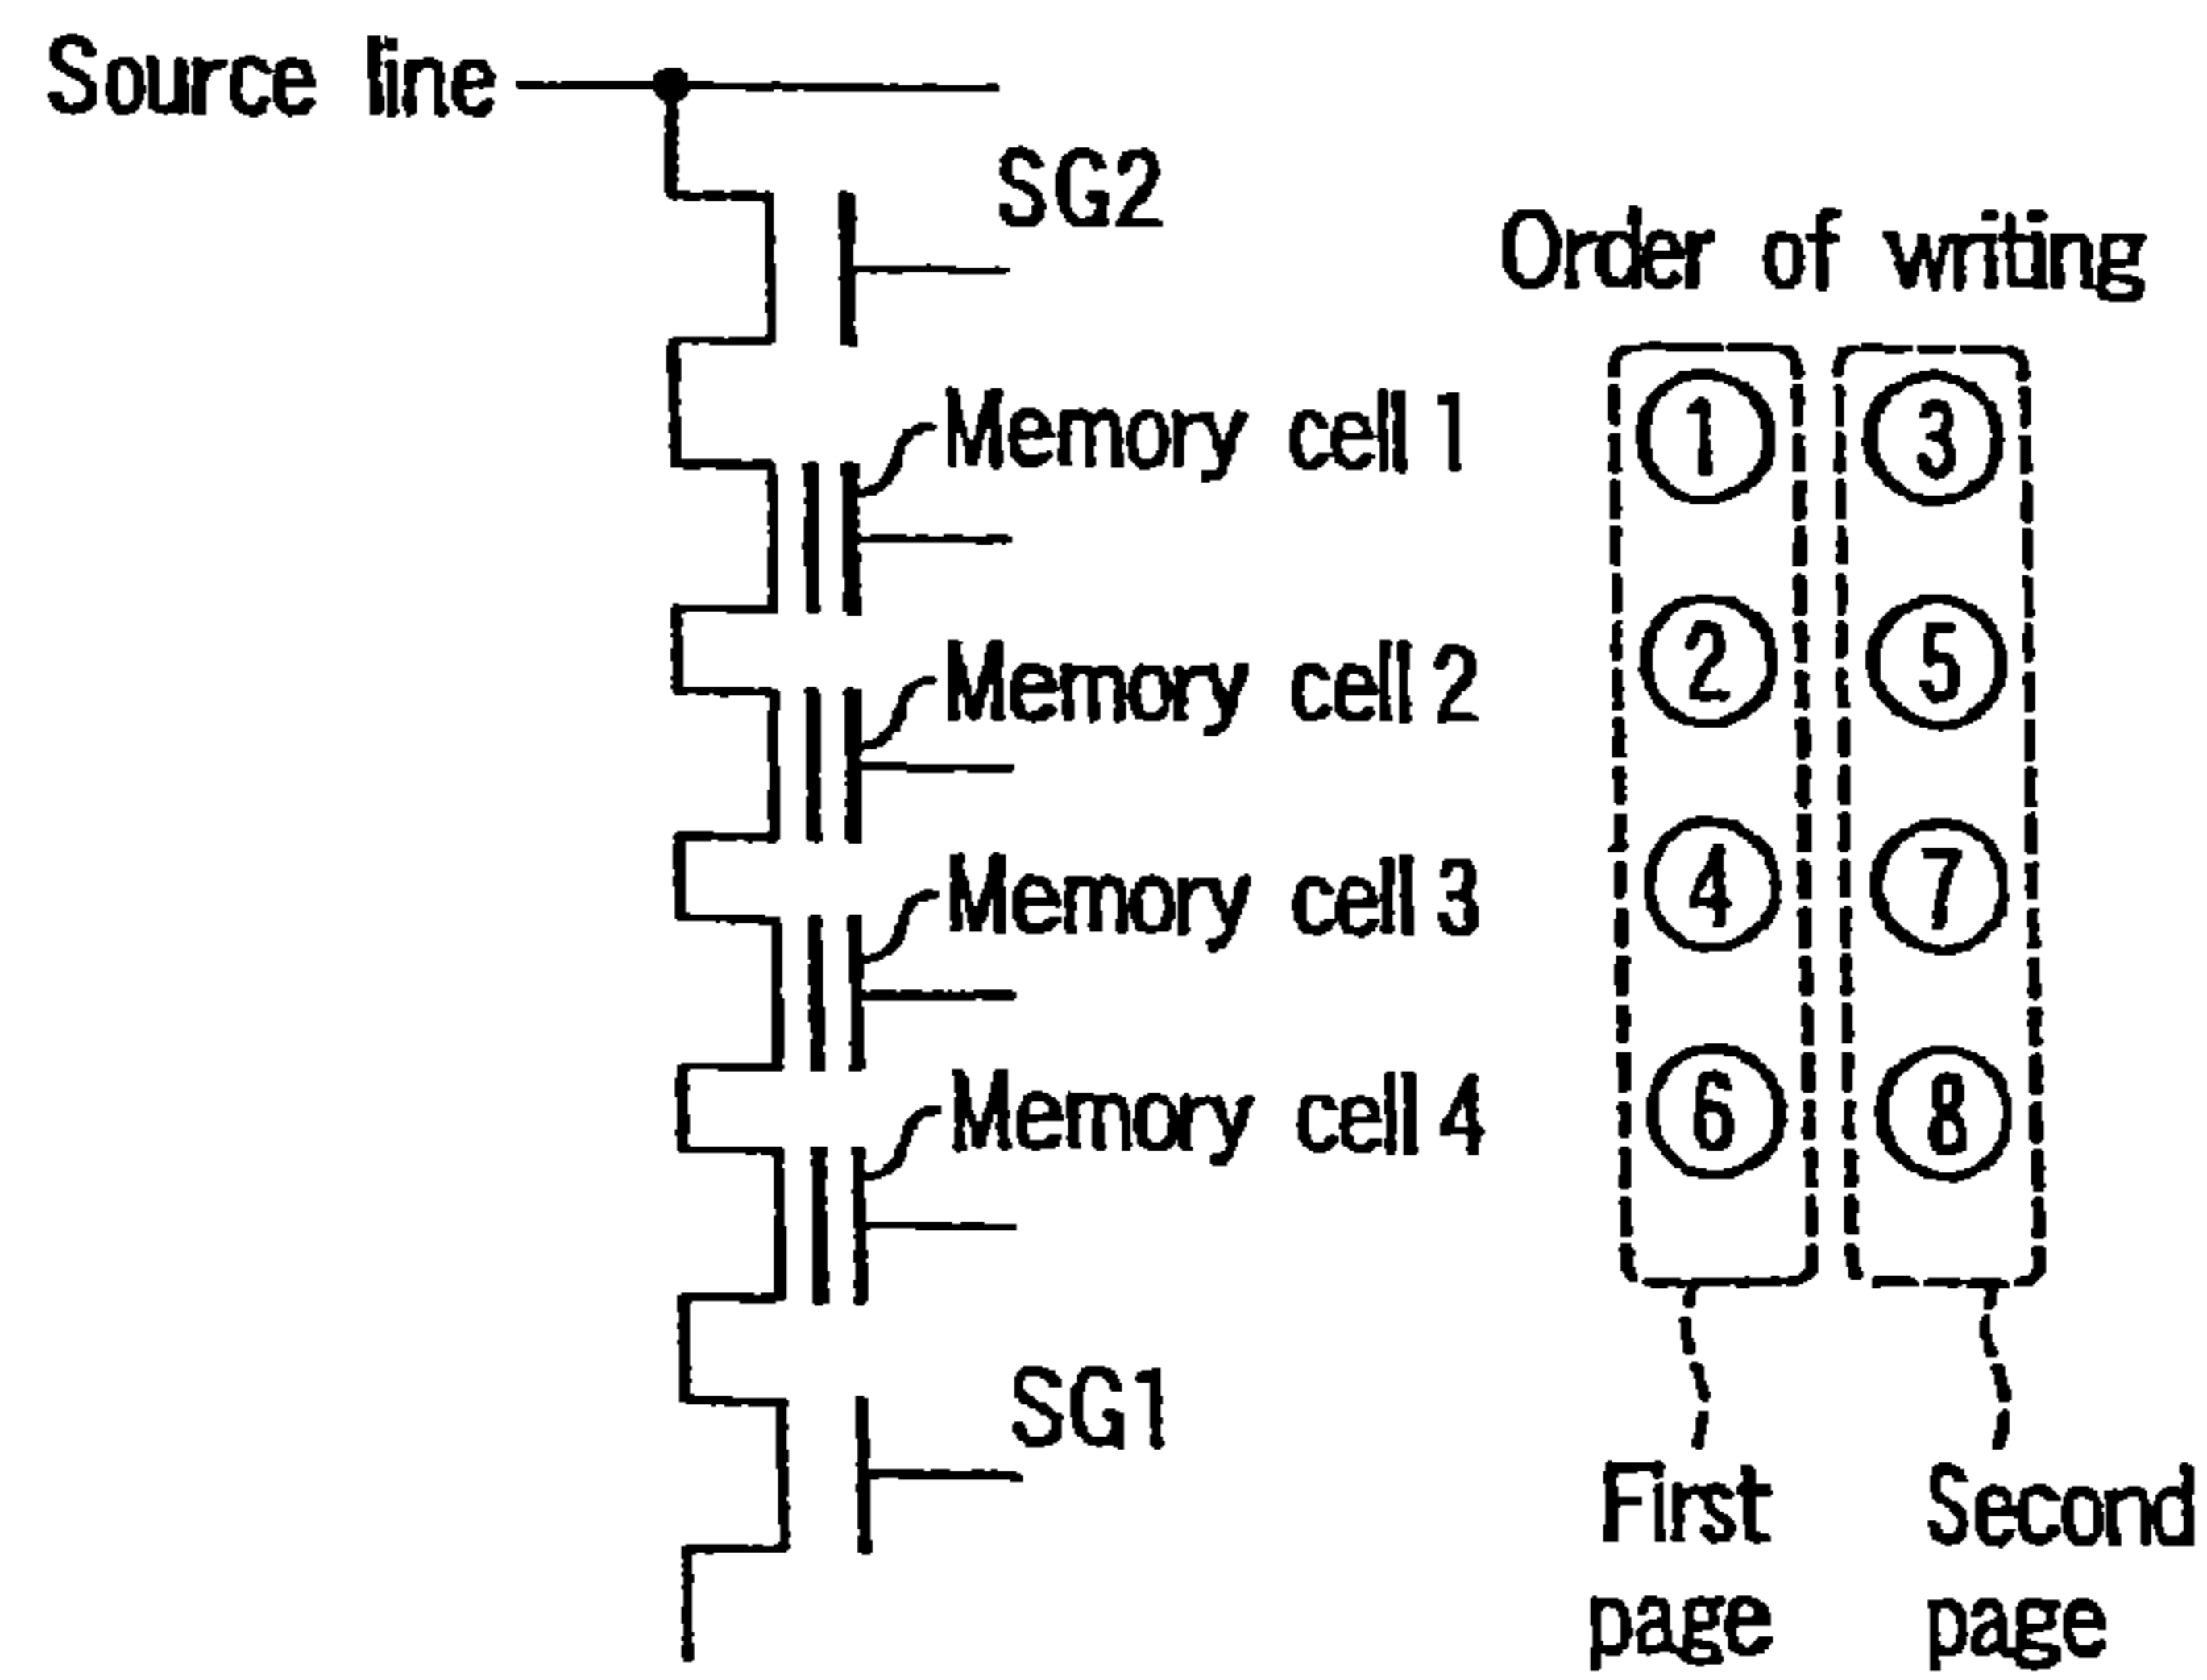 Source line
SG2
Order of writing
Memory cell 1
① ③
Memory cell 2
② ⑤
Memory cell 3
④ ⑦
Memory cell 4
⑥ ⑧
SG1
First page
Second page